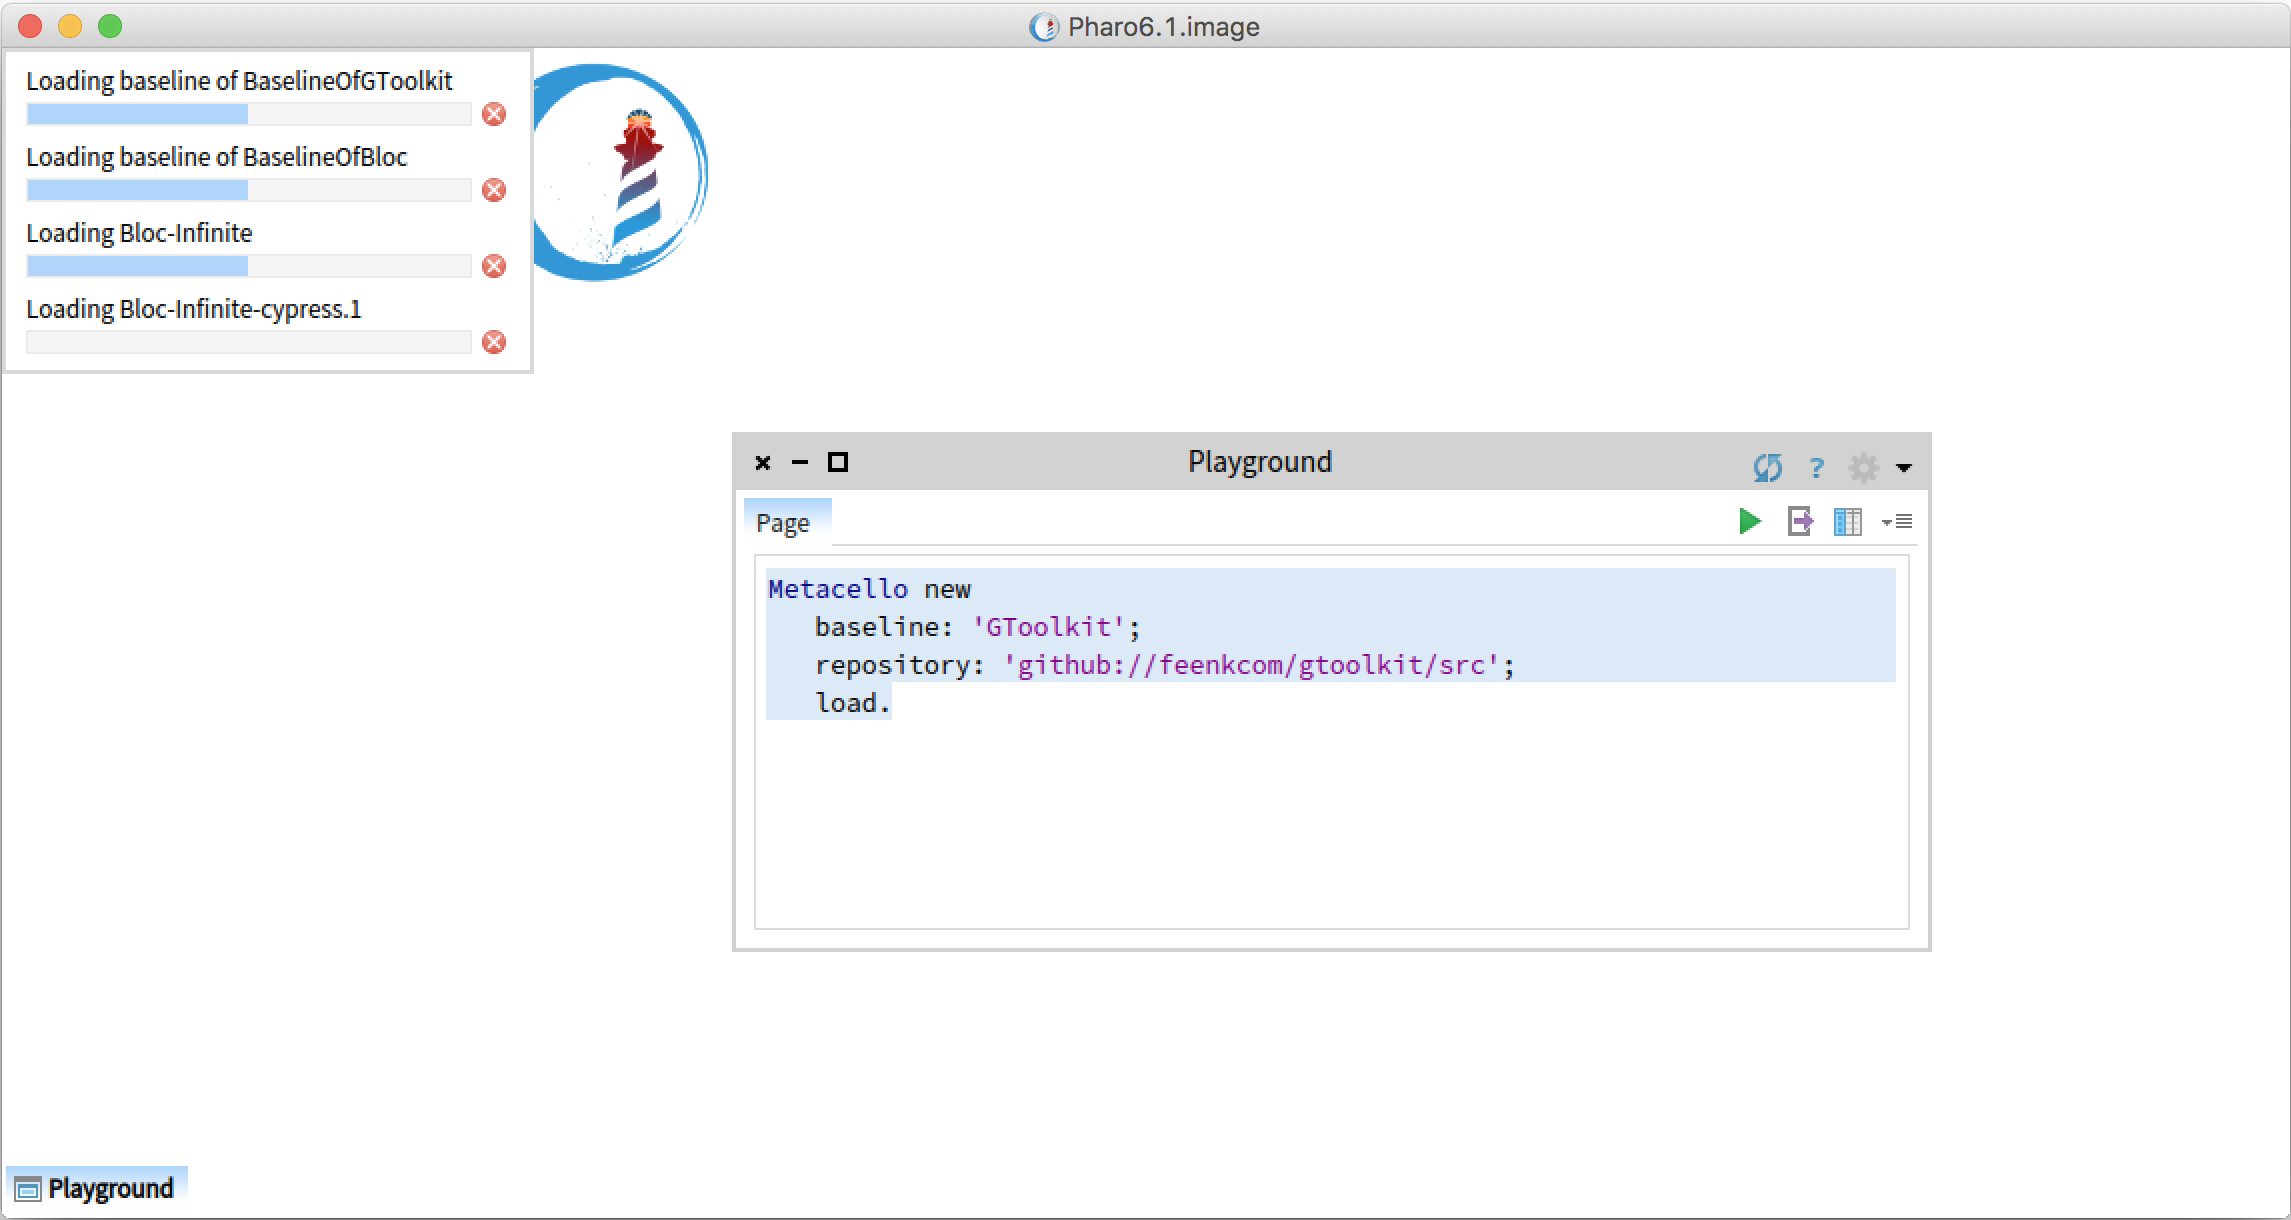 Pharo6.1.image
Loading baseline of BaselineOfGToolkit
Loading baseline of BaselineOfBloc
Loading Bloc-Infinite
Loading Bloc-Infinite-cypress.1
Playground
?
Page
Metacello new
baseline: 'GToolkit';
repository: 'github://feenkcom/gtoolkit/src';
load.
Playground